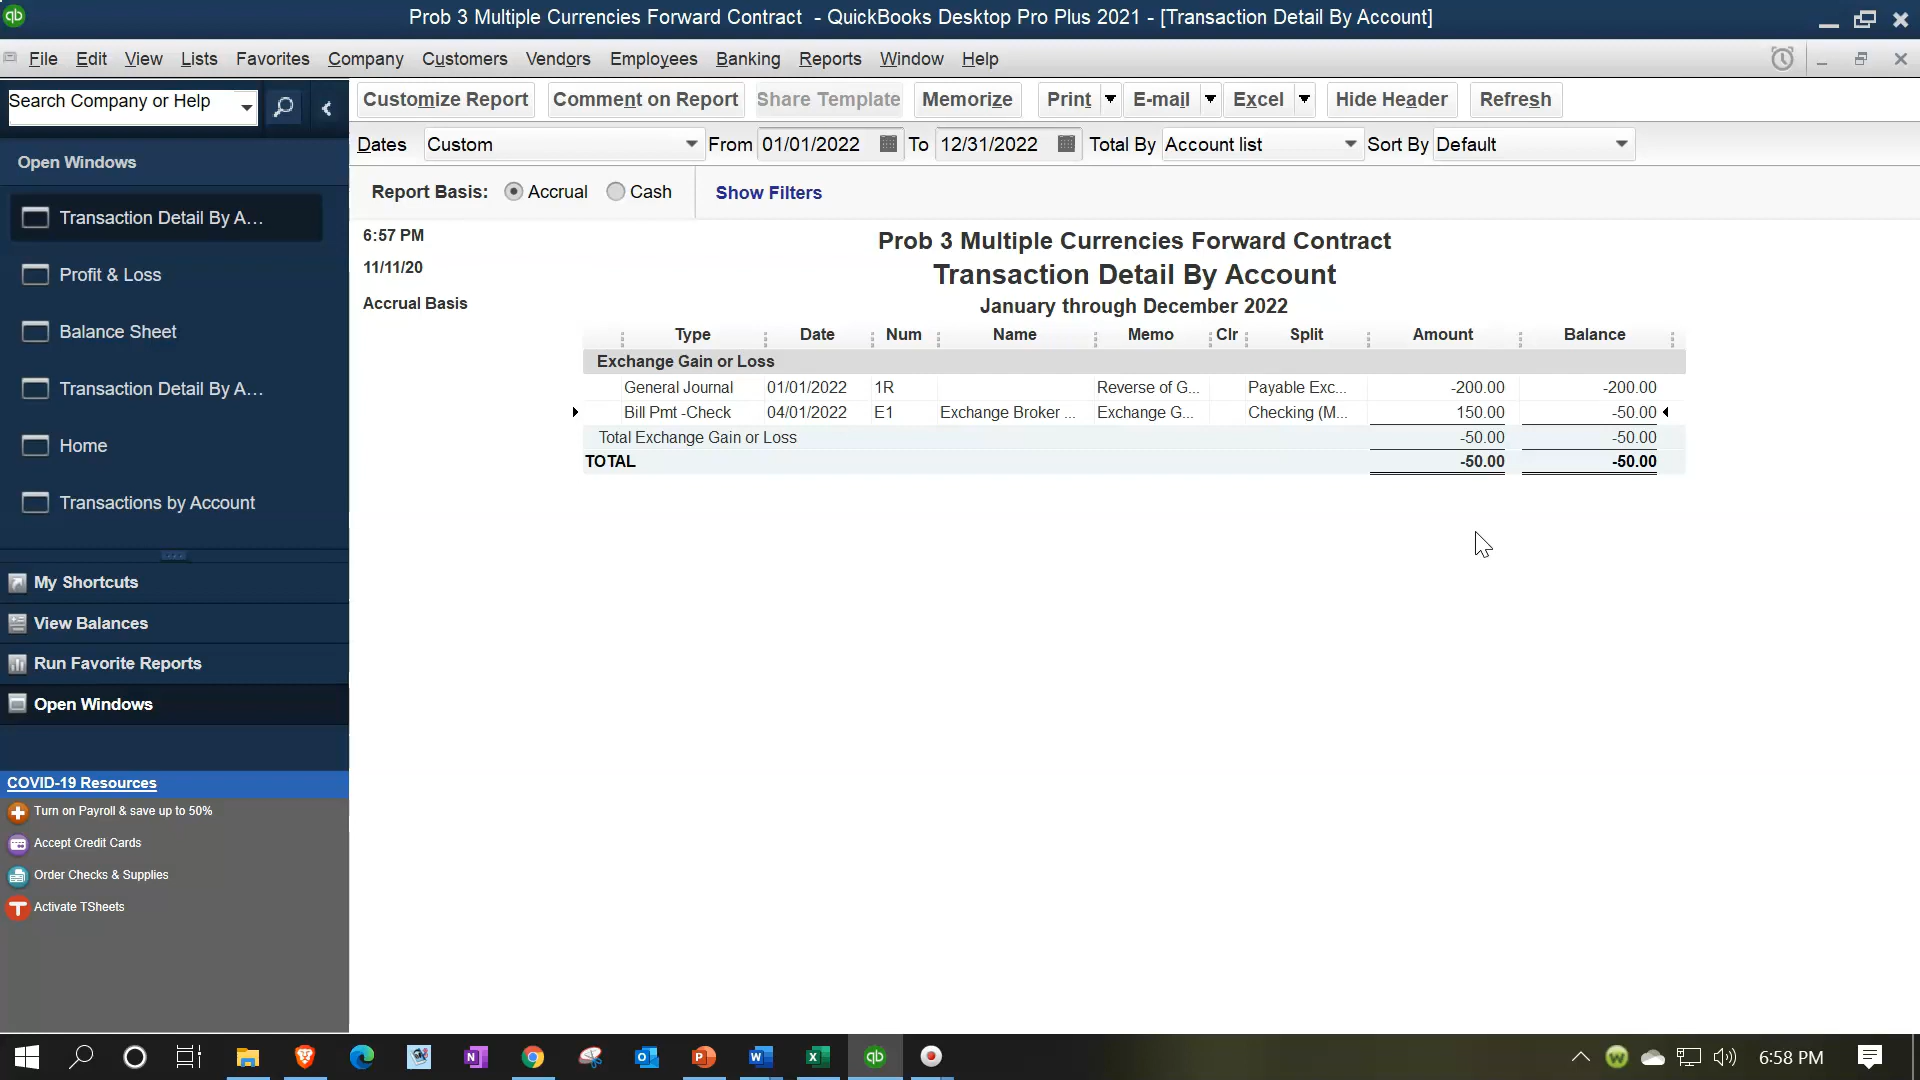 Prob 3 Multiple Currencies Forward Contract - QuickBooks Desktop Pro Plus 2021 - [Transaction Detail By Account]
File Edit View Lists Favorites Company Customers Vendors Employees Banking Reports Window Help
Search Company or Help
Customize Report Comment on Report Share Template Memorize Print E-mail Excel Hide Header Refresh
Dates Custom From 01/01/2022 To 12/31/2022 Total By Account list Sort By Default
Report Basis: Accrual Cash Show Filters
Open Windows
Transaction Detail By A...
Profit & Loss
Balance Sheet
Transaction Detail By A...
Home
Transactions by Account
My Shortcuts
View Balances
Run Favorite Reports
Open Windows
COVID-19 Resources
Turn on Payroll & save up to 50%
Accept Credit Cards
Order Checks & Supplies
Activate TSheets
6:57 PM
11/11/20
Accrual Basis
Prob 3 Multiple Currencies Forward Contract
Transaction Detail By Account
January through December 2022
Type Date Num Name Memo Clr Split Amount Balance
Exchange Gain or Loss
General Journal 01/01/2022 1R Reverse of G... Payable Exc... -200.00 -200.00
Bill Pmt -Check 04/01/2022 E1 Exchange Broker ... Exchange G... Checking (M... 150.00 -50.00
Total Exchange Gain or Loss -50.00 -50.00
TOTAL -50.00 -50.00
6:58 PM